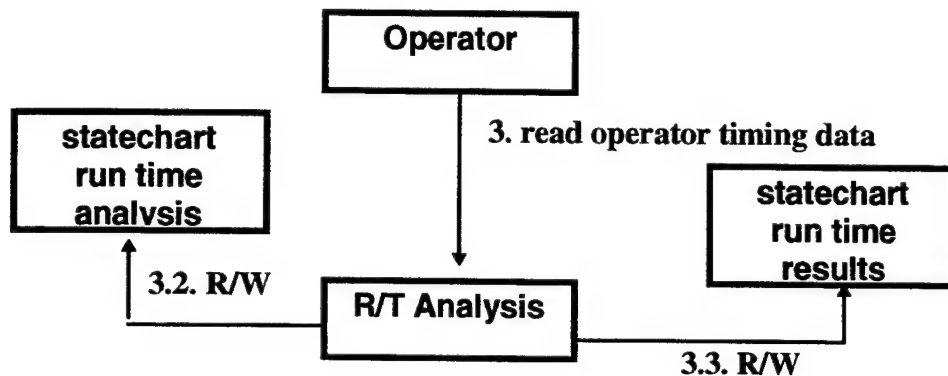 Operator
3. read operator timing data
statechart
run time
analysis
statechart
run time
results
3.2. R/W
R/T Analysis
3.3. R/W